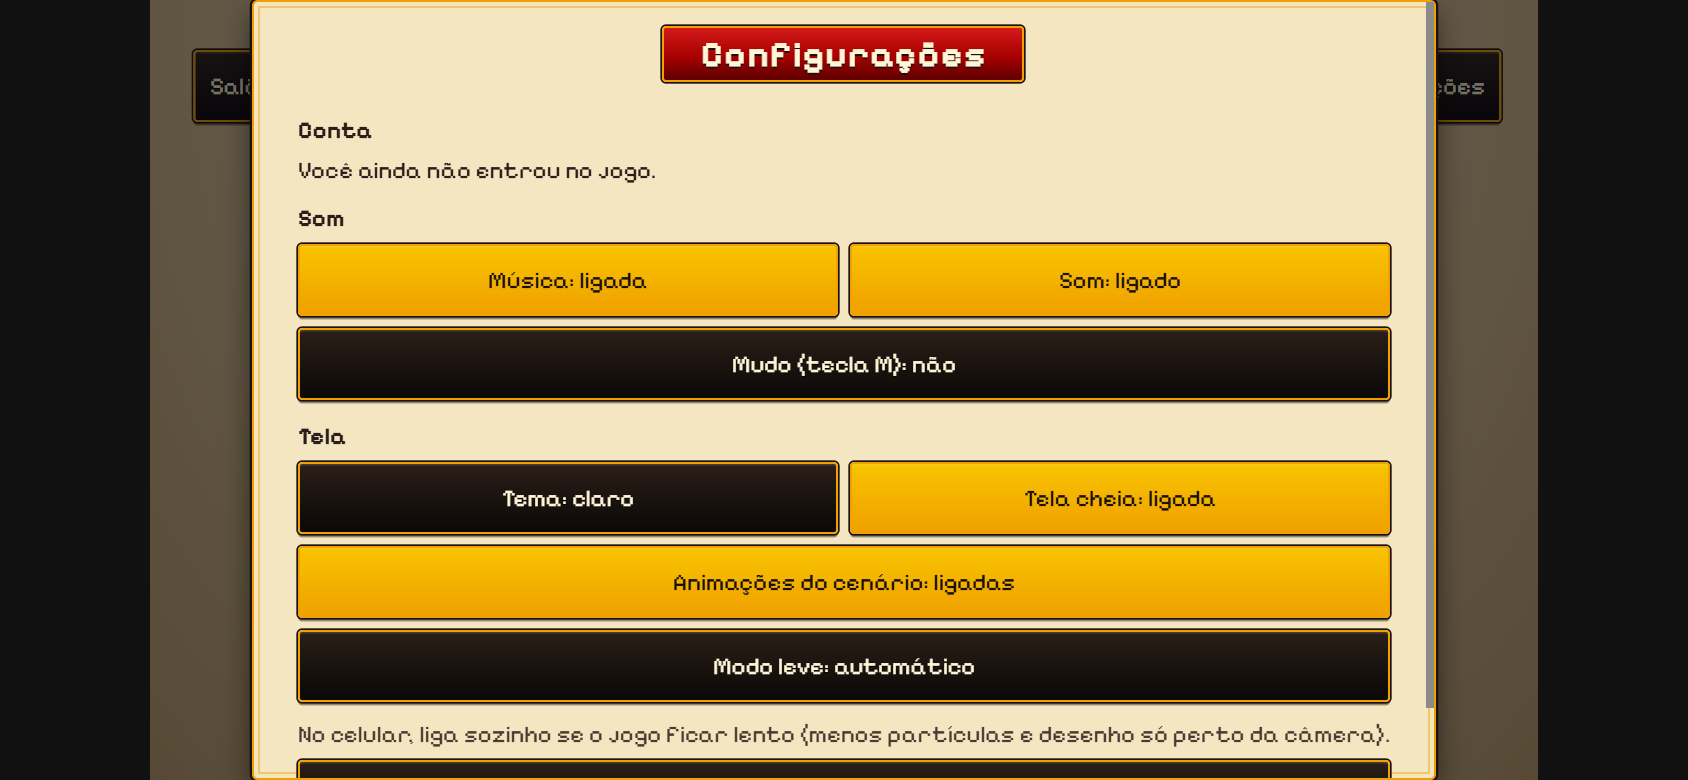 Configurações
Conta
Você ainda não entrou no jogo.
Som
Música: ligada
Som: ligado
Mudo (tecla M): não
Tela
Tema: claro
Tela cheia: ligada
Animações do cenário: ligadas
Modo leve: automático
No celular, liga sozinho se o jogo ficar lento (menos partículas e desenho só perto da câmera).